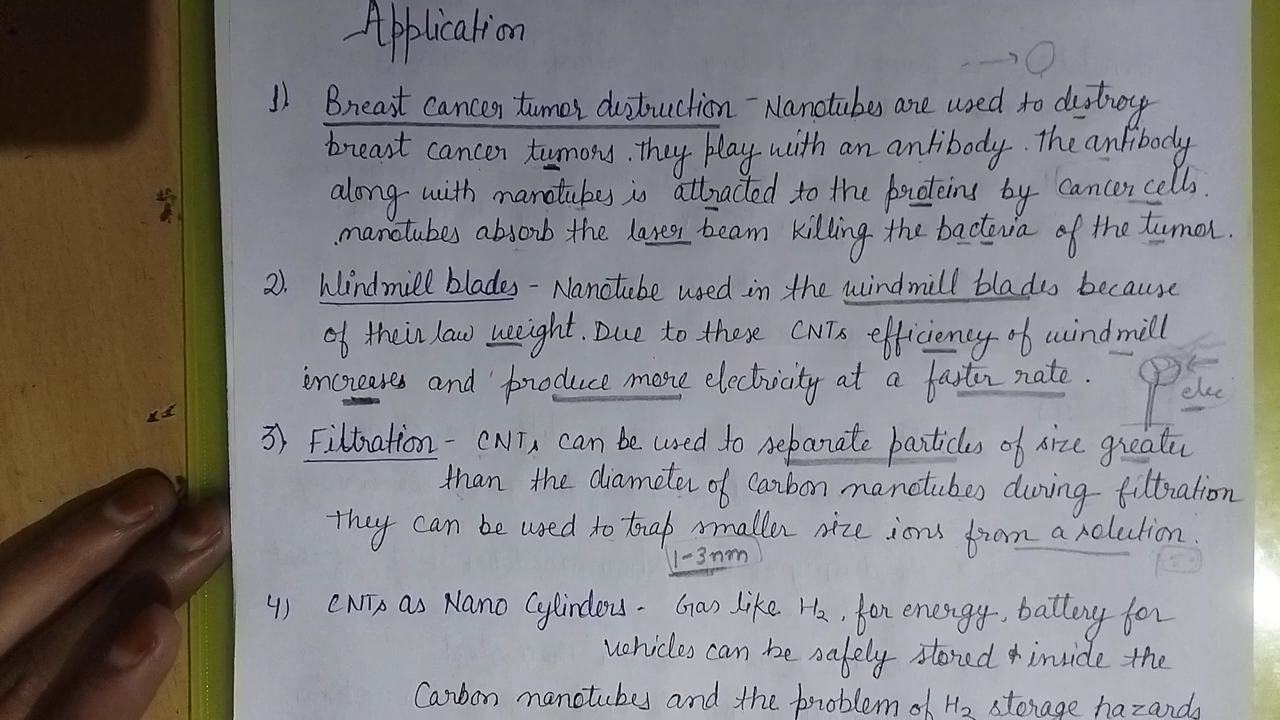 Application
1) Breast cancer tumor destruction - Nanotubes are used to destroy
breast cancer tumors. They play with an antibody. The antibody
along with nanotubes is attracted to the proteins by cancer cells.
nanotubes absorb the laser beam killing the bacteria of the tumor.
2). Windmill blades - Nanotube used in the windmill blades because
of their law weight. Due to these CNTs efficiency of windmill
increases and produce more electricity at a faster rate.
elec
3) Filtration - CNTs can be used to separate particles of size greater
than the diameter of carbon nanotubes during filtration
They can be used to trap smaller size ions from a solution.
1-3nm
4) CNTs as Nano Cylinders - Gas like H2, for energy, battery for
vehicles can be safely stored & inside the
Carbon nanotubes and the problem of H2 storage hazards